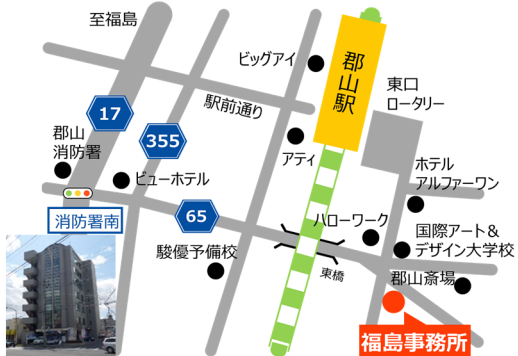 至福島
17
355
65
郡山
消防署
消防署南
ビューホテル
駅前通り
ビッグアイ
郡山駅
アティ
東口
ロータリー
ホテル
アルファーワン
ハローワーク
国際アート&
デザイン大学校
駿優予備校
東橋
郡山斎場
福島事務所